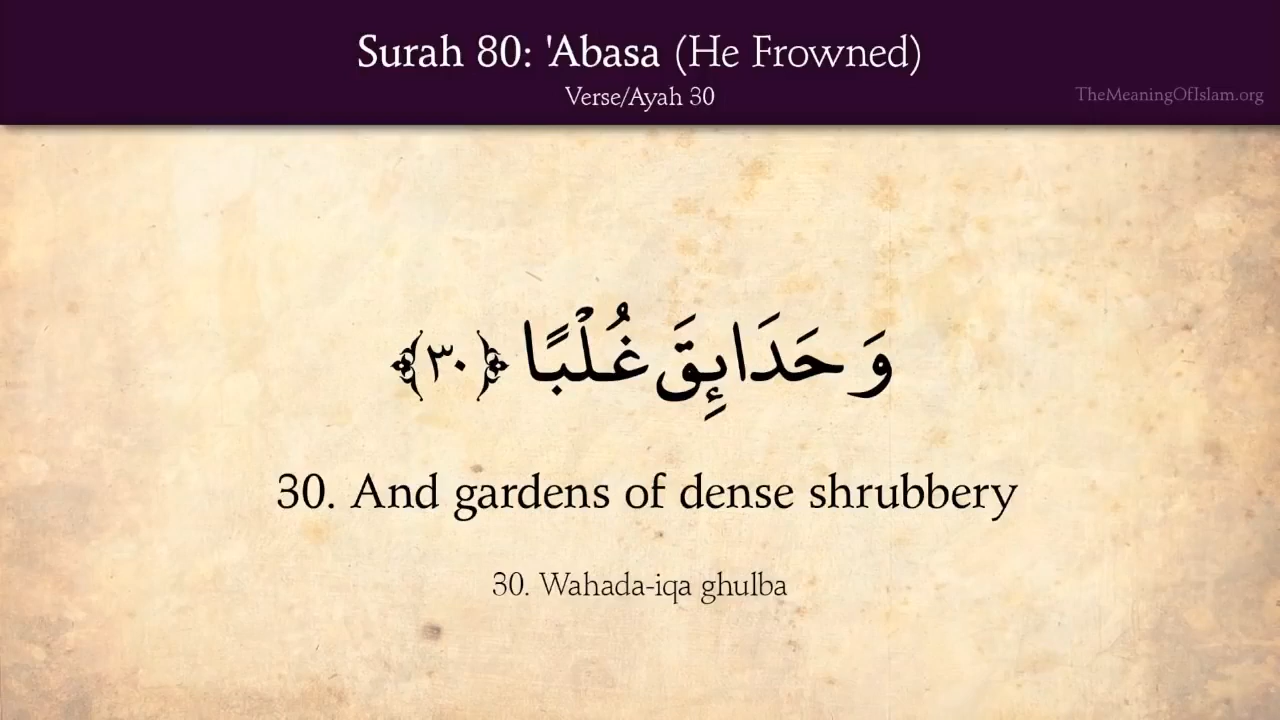 Surah 80: 'Abasa (He Frowned)
Verse/Ayah 30
TheMeaningOfIslam.org
وَحَدَايِٕقَ غُلْبًا ﴿٣٠﴾
30. And gardens of dense shrubbery
30. Wahada-iqa ghulba